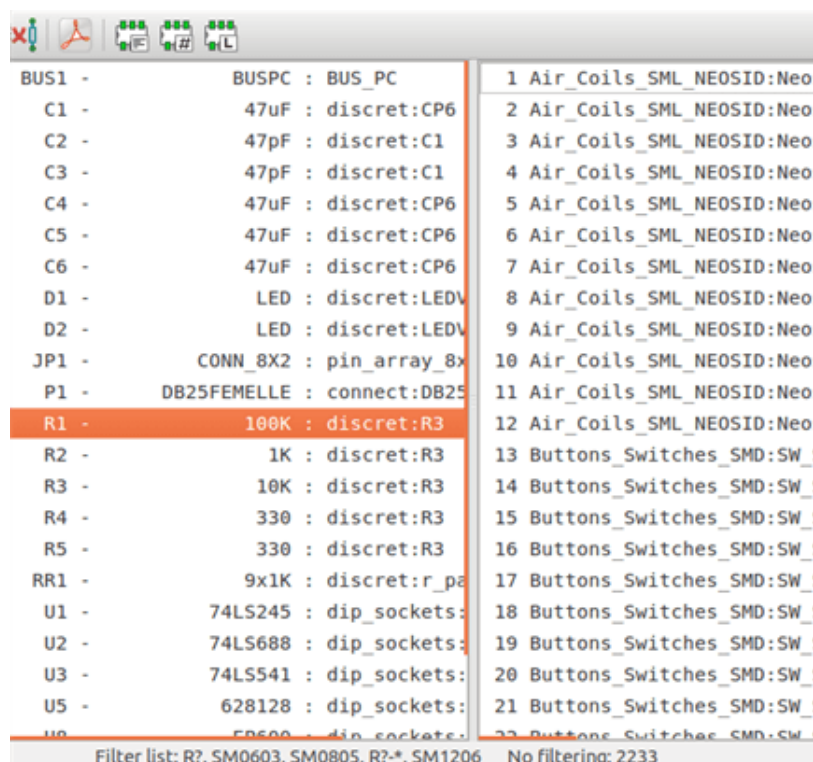 BUS1 - BUSPC : BUS_PC
C1 - 47uF : discret:CP6
C2 - 47pF : discret:C1
C3 - 47pF : discret:C1
C4 - 47uF : discret:CP6
C5 - 47uF : discret:CP6
C6 - 47uF : discret:CP6
D1 - LED : discret:LEDV
D2 - LED : discret:LEDV
JP1 - CONN_8X2 : pin_array_8x
P1 - DB25FEMELLE : connect:DB25
R1 - 100K : discret:R3
R2 - 1K : discret:R3
R3 - 10K : discret:R3
R4 - 330 : discret:R3
R5 - 330 : discret:R3
RR1 - 9x1K : discret:r_pa
U1 - 74LS245 : dip_sockets:
U2 - 74LS688 : dip_sockets:
U3 - 74LS541 : dip_sockets:
U5 - 628128 : dip_sockets:
1 Air_Coils_SML_NEOSID:Neo
2 Air_Coils_SML_NEOSID:Neo
3 Air_Coils_SML_NEOSID:Neo
4 Air_Coils_SML_NEOSID:Neo
5 Air_Coils_SML_NEOSID:Neo
6 Air_Coils_SML_NEOSID:Neo
7 Air_Coils_SML_NEOSID:Neo
8 Air_Coils_SML_NEOSID:Neo
9 Air_Coils_SML_NEOSID:Neo
10 Air_Coils_SML_NEOSID:Neo
11 Air_Coils_SML_NEOSID:Neo
12 Air_Coils_SML_NEOSID:Neo
13 Buttons_Switches_SMD:SW_
14 Buttons_Switches_SMD:SW_
15 Buttons_Switches_SMD:SW_
16 Buttons_Switches_SMD:SW_
17 Buttons_Switches_SMD:SW_
18 Buttons_Switches_SMD:SW_
19 Buttons_Switches_SMD:SW_
20 Buttons_Switches_SMD:SW_
21 Buttons_Switches_SMD:SW_
22 Buttons_Switches_SMD:SW_
Filter list: R?, SM0603, SM0805, R?-*, SM1206 No filtering: 2233